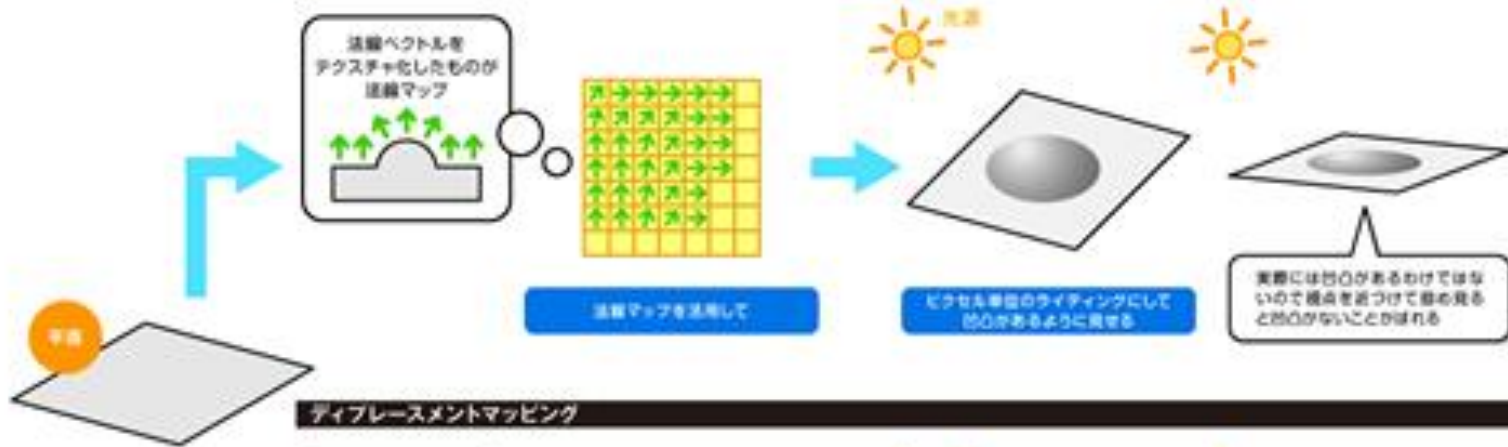 法線ベクトルを
テクスチャ化したものが
法線マップ
光源
平面
法線マップを活用して
ピクセル単位のライティングにして
凹凸があるように見せる
実際には凹凸があるわけではな
いので視点を近づけて舐め見る
と凹凸がないことがばれる
ディプレースメントマッピング